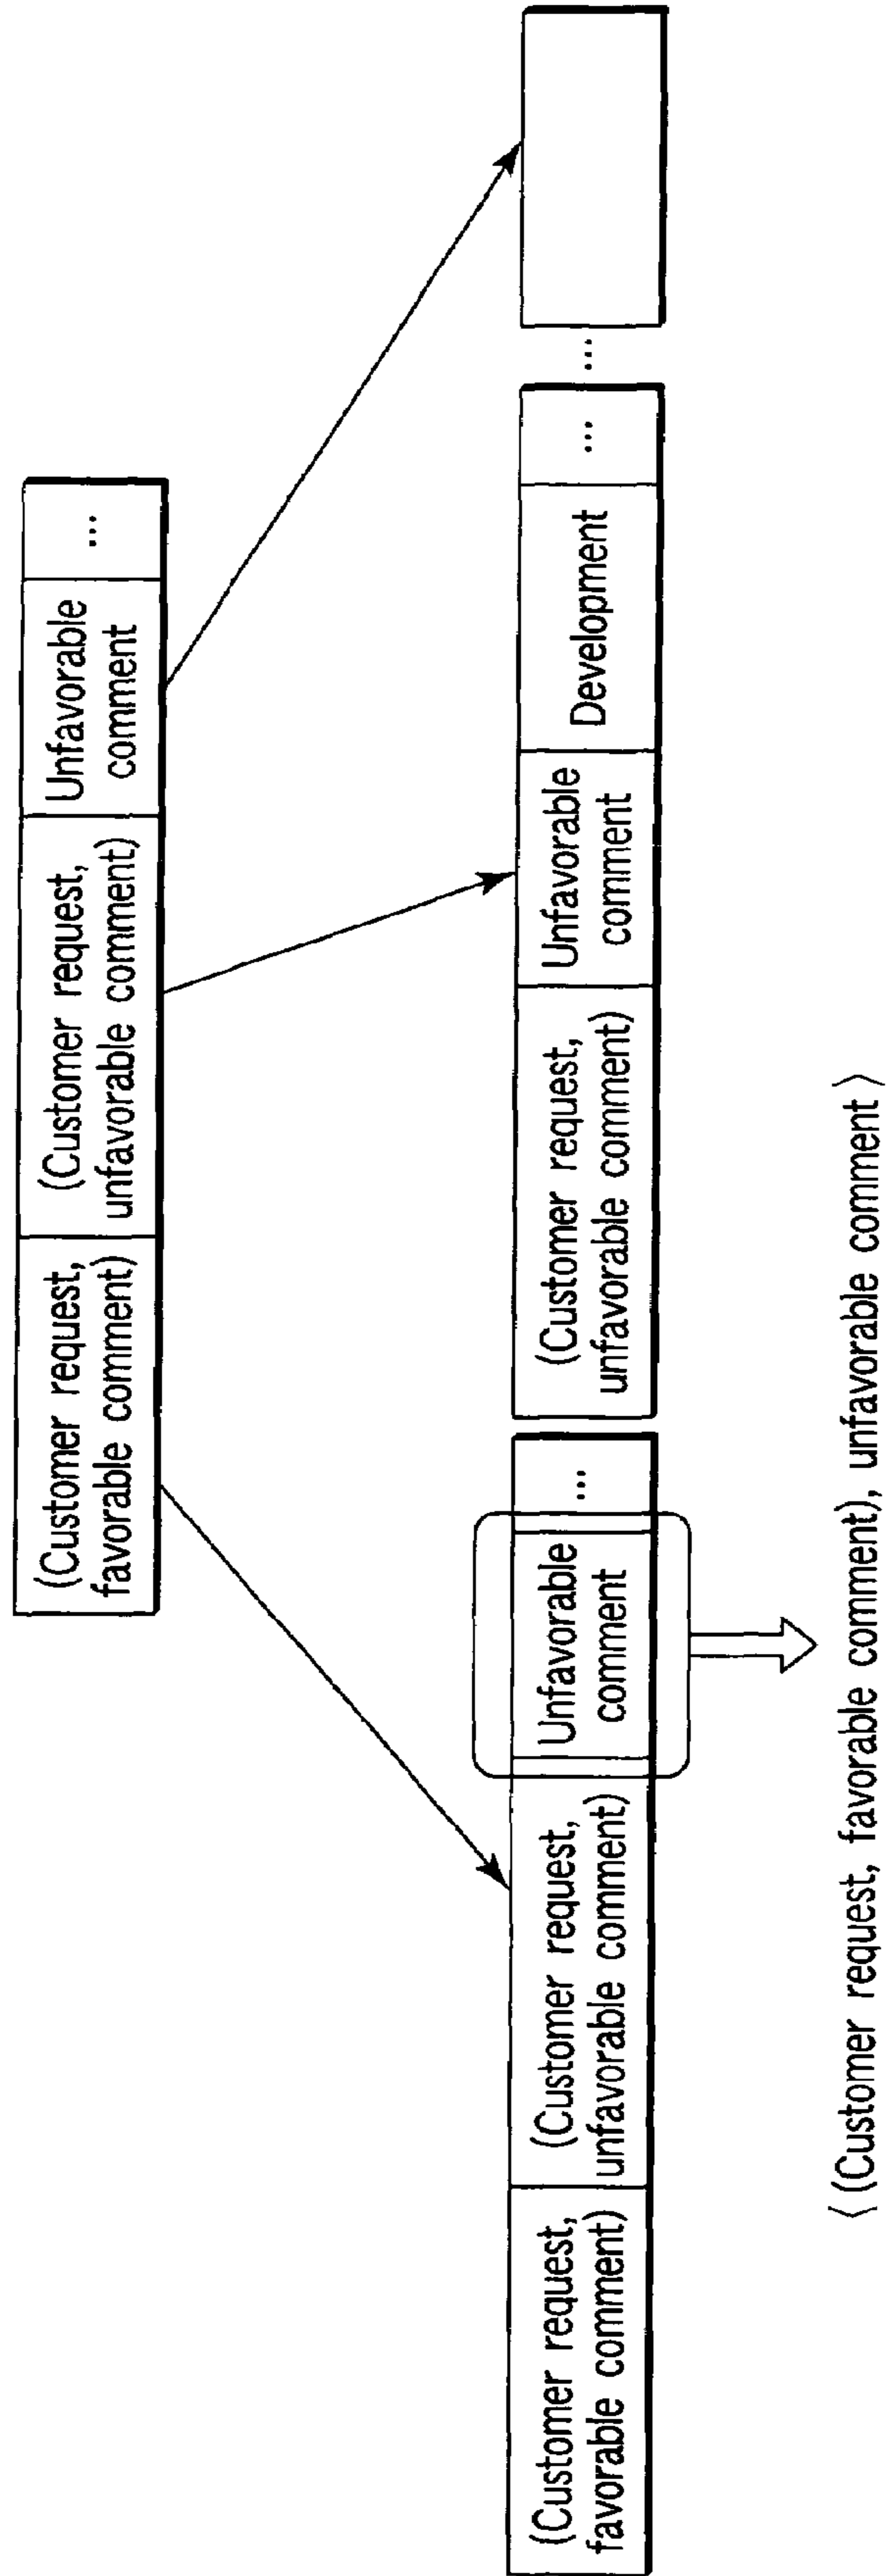 (Customer request,
favorable comment)
(Customer request,
unfavorable comment)
Unfavorable
comment
...
(Customer request,
favorable comment)
(Customer request,
unfavorable comment)
Unfavorable
comment
...
(Customer request,
unfavorable comment)
Unfavorable
comment
Development
...
...
⟨(Customer request, favorable comment), unfavorable comment⟩